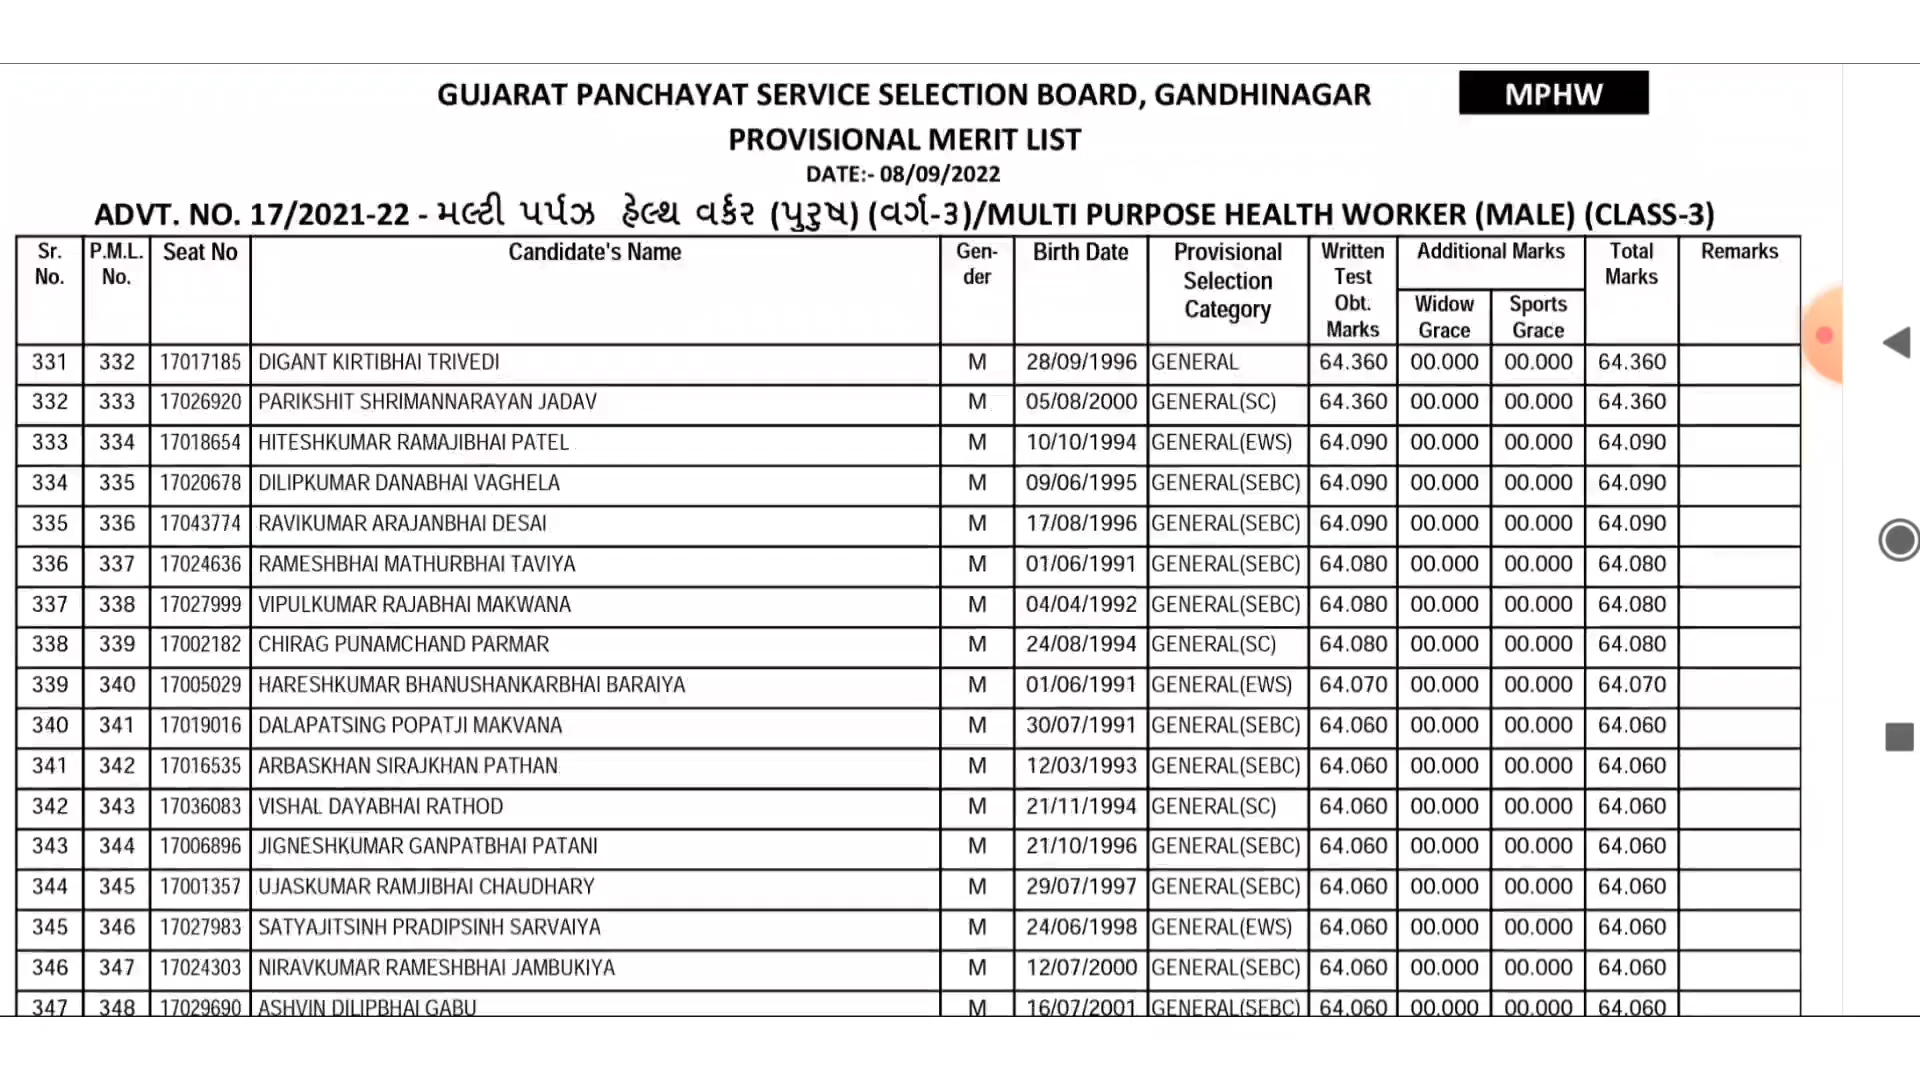 GUJARAT PANCHAYAT SERVICE SELECTION BOARD, GANDHINAGAR MPHW
PROVISIONAL MERIT LIST
DATE:- 08/09/2022
ADVT. NO. 17/2021-22 - મલ્ટી પર્પઝ હેલ્થ વર્કર (પુરુષ) (વર્ગ-૩)/MULTI PURPOSE HEALTH WORKER (MALE) (CLASS-3)
Sr. No. P.M.L. No. Seat No Candidate's Name Gen-der Birth Date Provisional Selection Category Written Test Obt. Marks Additional Marks Widow Grace Sports Grace Total Marks Remarks
331 332 17017185 DIGANT KIRTIBHAI TRIVEDI M 28/09/1996 GENERAL 64.360 00.000 00.000 64.360
332 333 17026920 PARIKSHIT SHRIMANNARAYAN JADAV M 05/08/2000 GENERAL(SC) 64.360 00.000 00.000 64.360
333 334 17018654 HITESHKUMAR RAMAJIBHAI PATEL M 10/10/1994 GENERAL(EWS) 64.090 00.000 00.000 64.090
334 335 17020678 DILIPKUMAR DANABHAI VAGHELA M 09/06/1995 GENERAL(SEBC) 64.090 00.000 00.000 64.090
335 336 17043774 RAVIKUMAR ARAJANBHAI DESAI M 17/08/1996 GENERAL(SEBC) 64.090 00.000 00.000 64.090
336 337 17024636 RAMESHBHAI MATHURBHAI TAVIYA M 01/06/1991 GENERAL(SEBC) 64.080 00.000 00.000 64.080
337 338 17027999 VIPULKUMAR RAJABHAI MAKWANA M 04/04/1992 GENERAL(SEBC) 64.080 00.000 00.000 64.080
338 339 17002182 CHIRAG PUNAMCHAND PARMAR M 24/08/1994 GENERAL(SC) 64.080 00.000 00.000 64.080
339 340 17005029 HARESHKUMAR BHANUSHANKARBHAI BARAIYA M 01/06/1991 GENERAL(EWS) 64.070 00.000 00.000 64.070
340 341 17019016 DALAPATSING POPATJI MAKVANA M 30/07/1991 GENERAL(SEBC) 64.060 00.000 00.000 64.060
341 342 17016535 ARBASKHAN SIRAJKHAN PATHAN M 12/03/1993 GENERAL(SEBC) 64.060 00.000 00.000 64.060
342 343 17036083 VISHAL DAYABHAI RATHOD M 21/11/1994 GENERAL(SC) 64.060 00.000 00.000 64.060
343 344 17006896 JIGNESHKUMAR GANPATBHAI PATANI M 21/10/1996 GENERAL(SEBC) 64.060 00.000 00.000 64.060
344 345 17001357 UJASKUMAR RAMJIBHAI CHAUDHARY M 29/07/1997 GENERAL(SEBC) 64.060 00.000 00.000 64.060
345 346 17027983 SATYAJITSINH PRADIPSINH SARVAIYA M 24/06/1998 GENERAL(EWS) 64.060 00.000 00.000 64.060
346 347 17024303 NIRAVKUMAR RAMESHBHAI JAMBUKIYA M 12/07/2000 GENERAL(SEBC) 64.060 00.000 00.000 64.060
347 348 17029690 ASHVIN DILIPBHAI GABU M 16/07/2001 GENERAL(SEBC) 64.060 00.000 00.000 64.060